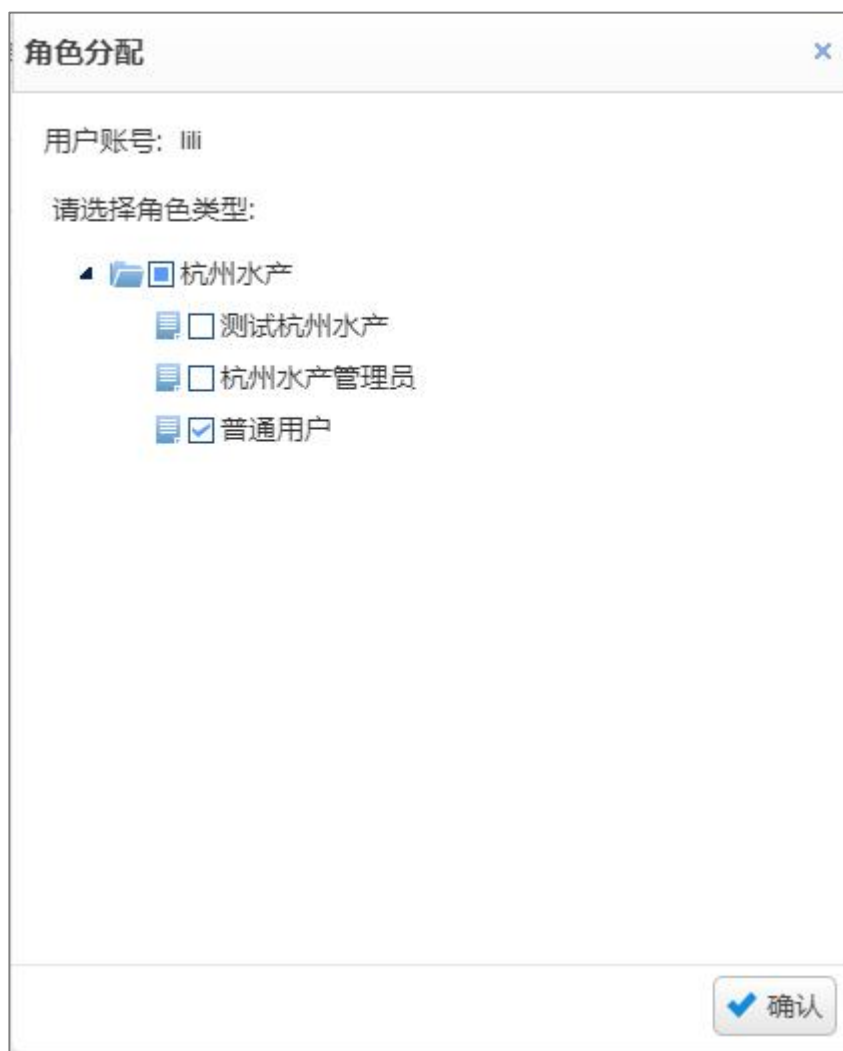 角色分配
用户账号: lili
请选择角色类型:
杭州水产
测试杭州水产
杭州水产管理员
普通用户
确认